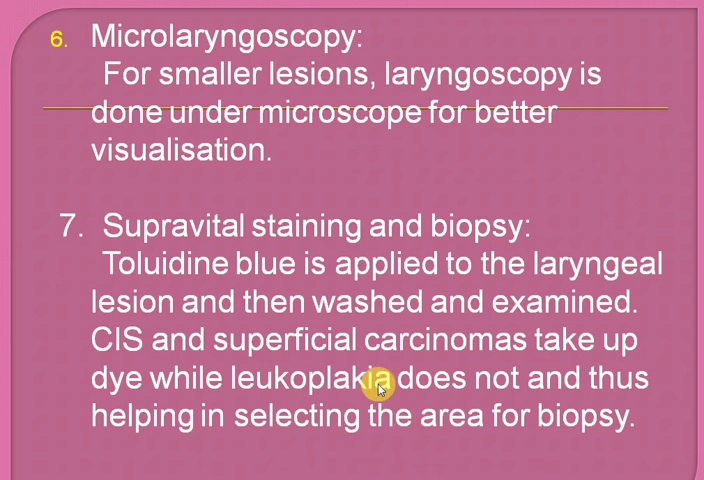 6. Microlaryngoscopy:
For smaller lesions, laryngoscopy is
done under microscope for better
visualisation.
7. Supravital staining and biopsy:
Toluidine blue is applied to the laryngeal
lesion and then washed and examined.
CIS and superficial carcinomas take up
dye while leukoplakia does not and thus
helping in selecting the area for biopsy.